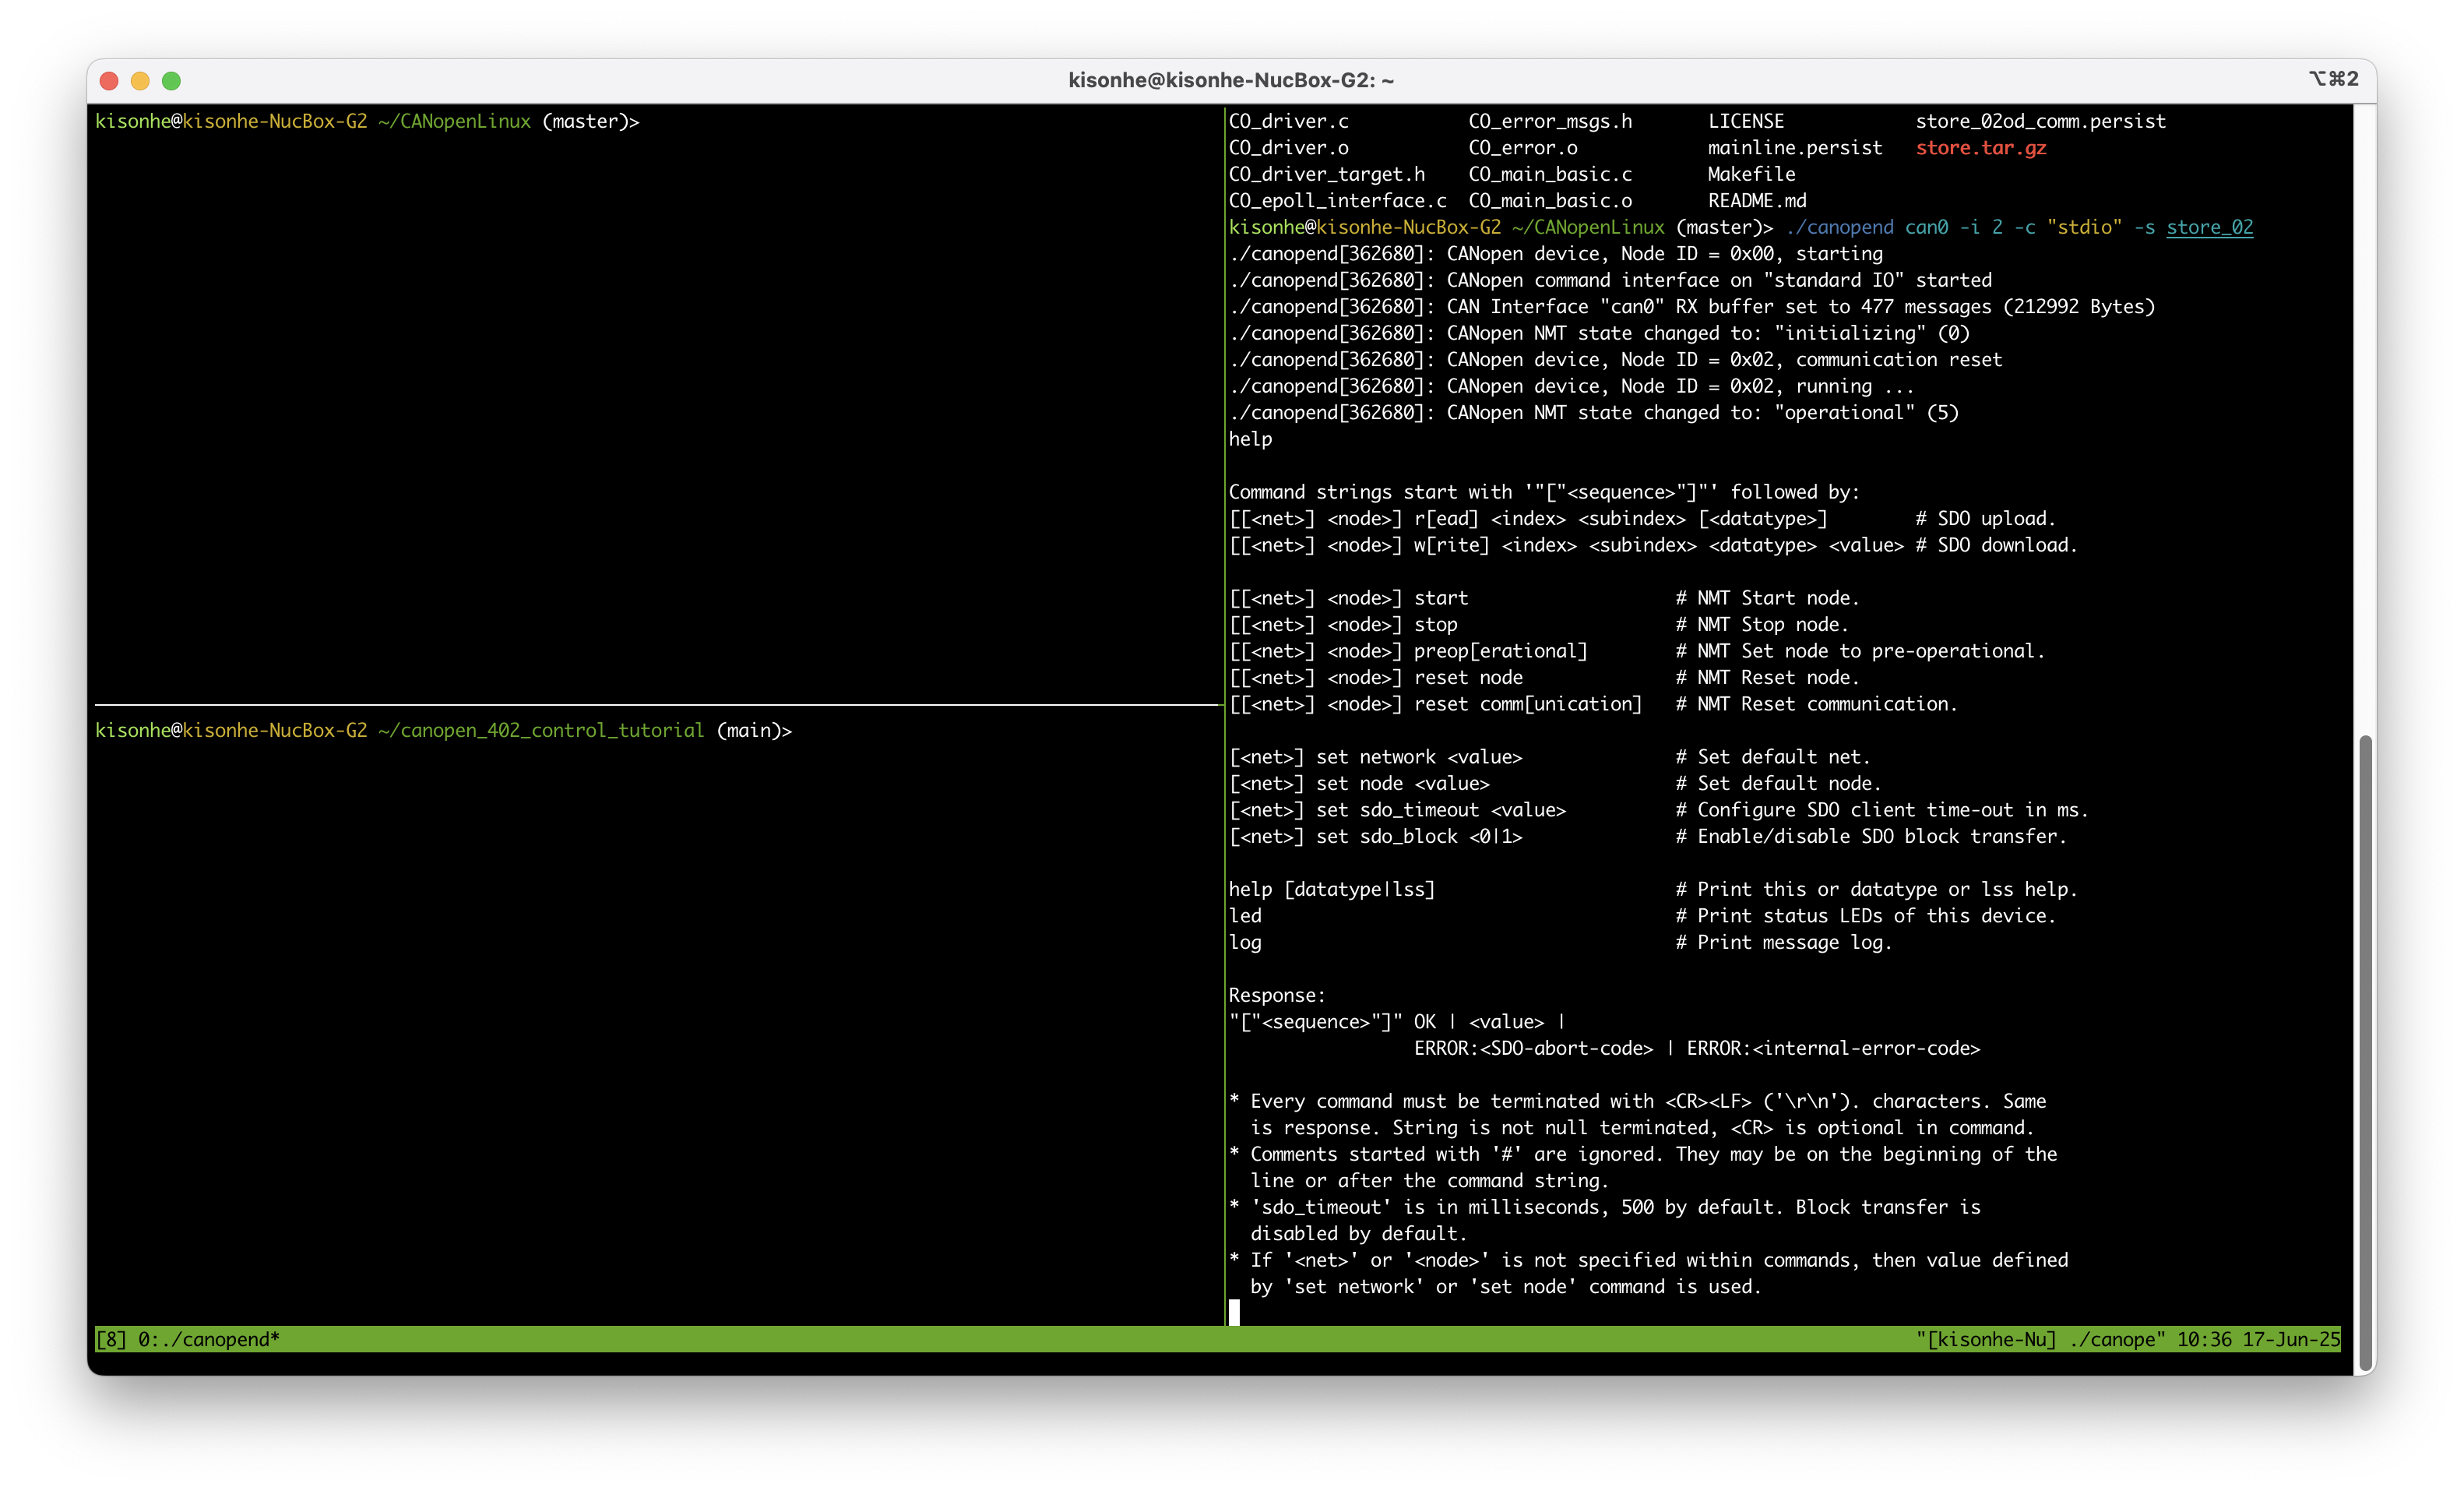 kisonhe@kisonhe-NucBox-G2: ~
⌥⌘2
kisonhe@kisonhe-NucBox-G2 ~/CANopenLinux (master)>
kisonhe@kisonhe-NucBox-G2 ~/canopen_402_control_tutorial (main)>
CO_driver.c           CO_error_msgs.h       LICENSE            store_02od_comm.persist
CO_driver.o           CO_error.o            mainline.persist   store.tar.gz
CO_driver_target.h    CO_main_basic.c       Makefile
CO_epoll_interface.c  CO_main_basic.o       README.md
kisonhe@kisonhe-NucBox-G2 ~/CANopenLinux (master)> ./canopend can0 -i 2 -c "stdio" -s store_02
./canopend[362680]: CANopen device, Node ID = 0x00, starting
./canopend[362680]: CANopen command interface on "standard IO" started
./canopend[362680]: CAN Interface "can0" RX buffer set to 477 messages (212992 Bytes)
./canopend[362680]: CANopen NMT state changed to: "initializing" (0)
./canopend[362680]: CANopen device, Node ID = 0x02, communication reset
./canopend[362680]: CANopen device, Node ID = 0x02, running ...
./canopend[362680]: CANopen NMT state changed to: "operational" (5)
help
Command strings start with '"["<sequence>"]"' followed by:
[[<net>] <node>] r[ead] <index> <subindex> [<datatype>]        # SDO upload.
[[<net>] <node>] w[rite] <index> <subindex> <datatype> <value> # SDO download.
[[<net>] <node>] start                   # NMT Start node.
[[<net>] <node>] stop                    # NMT Stop node.
[[<net>] <node>] preop[erational]        # NMT Set node to pre-operational.
[[<net>] <node>] reset node              # NMT Reset node.
[[<net>] <node>] reset comm[unication]   # NMT Reset communication.
[<net>] set network <value>              # Set default net.
[<net>] set node <value>                 # Set default node.
[<net>] set sdo_timeout <value>          # Configure SDO client time-out in ms.
[<net>] set sdo_block <0|1>              # Enable/disable SDO block transfer.
help [datatype|lss]                      # Print this or datatype or lss help.
led                                      # Print status LEDs of this device.
log                                      # Print message log.
Response:
"["<sequence>"]" OK | <value> |
                 ERROR:<SDO-abort-code> | ERROR:<internal-error-code>
* Every command must be terminated with <CR><LF> ('\r\n'). characters. Same
  is response. String is not null terminated, <CR> is optional in command.
* Comments started with '#' are ignored. They may be on the beginning of the
  line or after the command string.
* 'sdo_timeout' is in milliseconds, 500 by default. Block transfer is
  disabled by default.
* If '<net>' or '<node>' is not specified within commands, then value defined
  by 'set network' or 'set node' command is used.
[8] 0:./canopend*
"[kisonhe-Nu] ./canope" 10:36 17-Jun-25